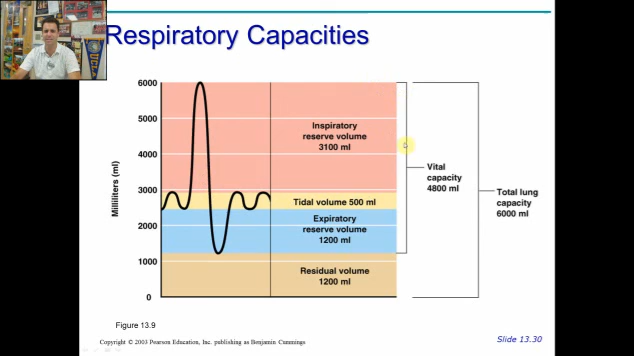 Respiratory Capacities
6000
5000
4000
3000
2000
1000
0
Milliliters (ml)
Inspiratory
reserve volume
3100 ml
Tidal volume 500 ml
Expiratory
reserve volume
1200 ml
Residual volume
1200 ml
Vital
capacity
4800 ml
Total lung
capacity
6000 ml
Figure 13.9
Copyright © 2003 Pearson Education, Inc. publishing as Benjamin Cummings
Slide 13.30